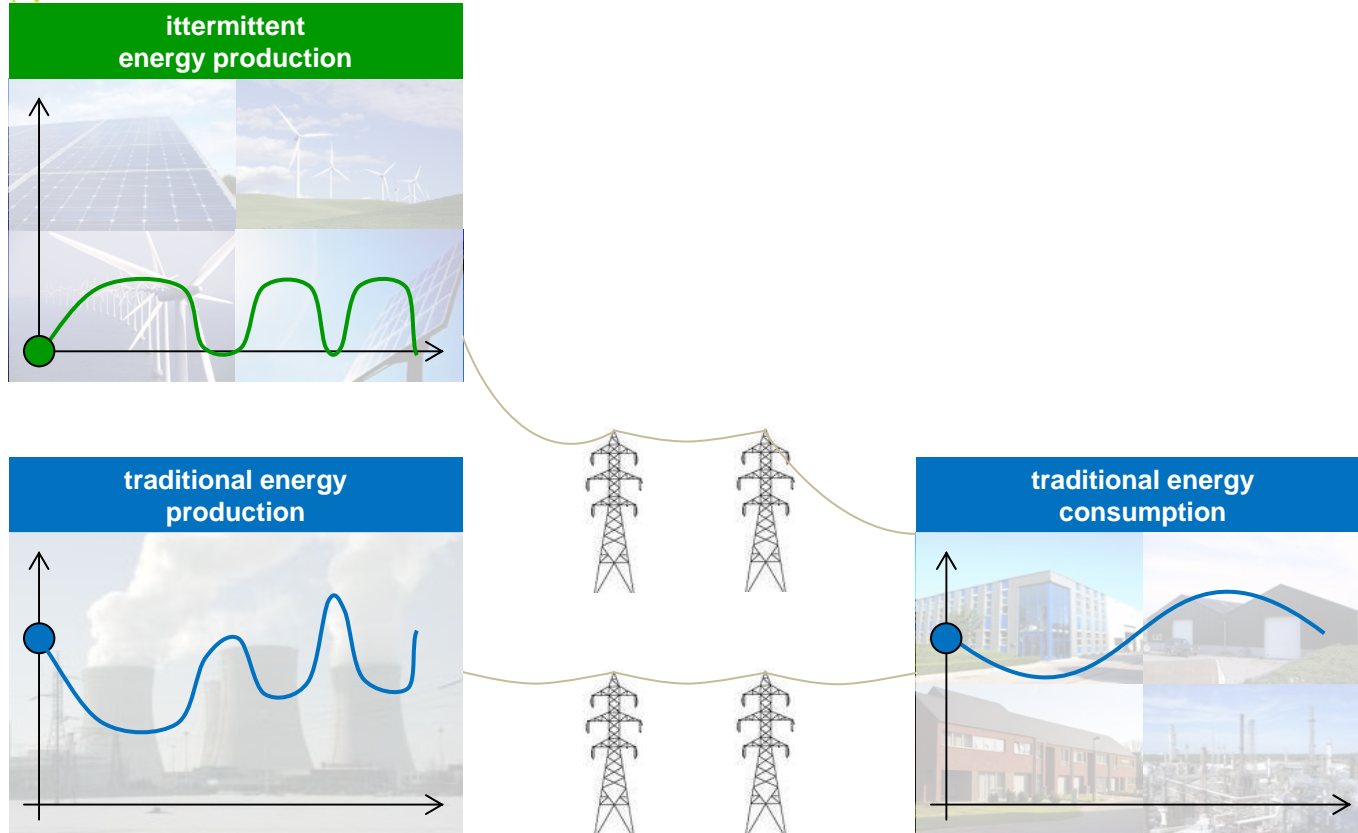 ittermittent
energy production
traditional energy
production
traditional energy
consumption